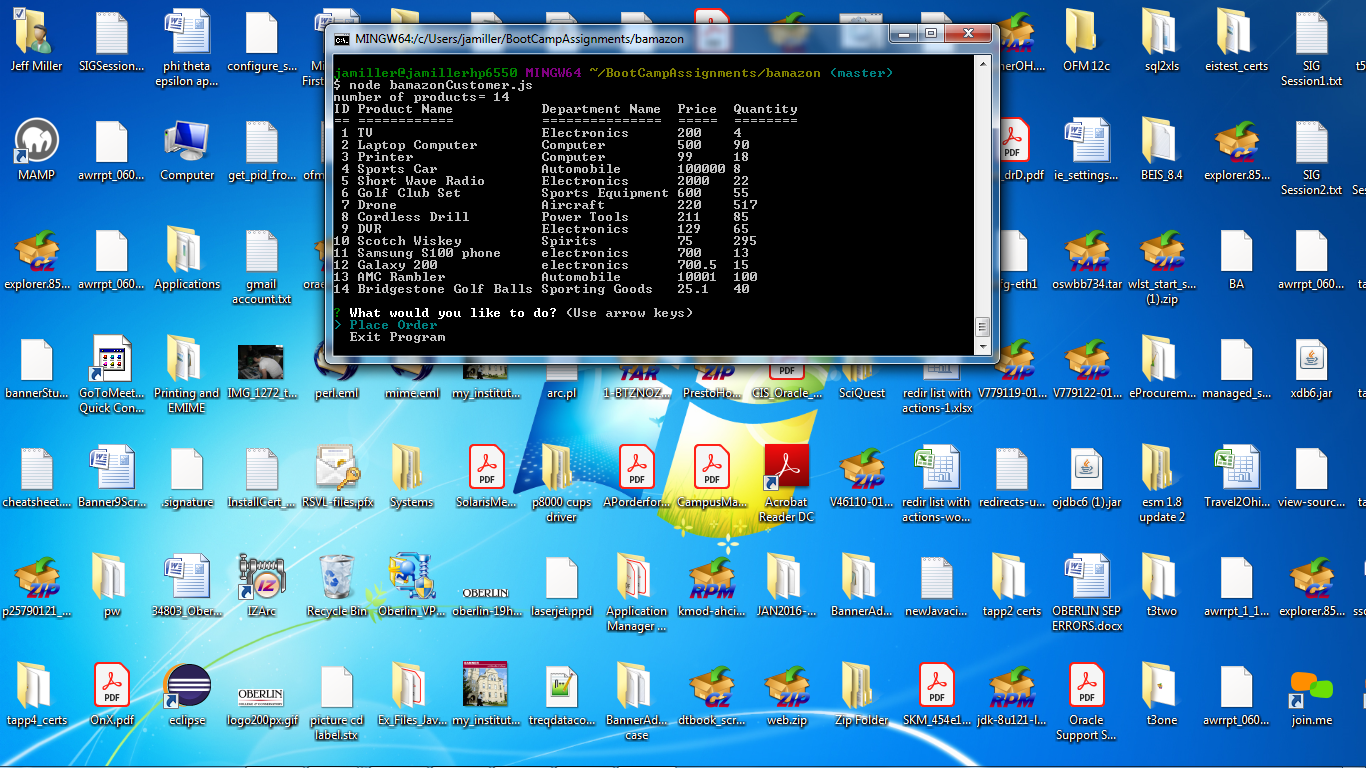 MINGW64:/c/Users/jamiller/BootCampAssignments/bamazon
jamiller@jamillerhp6550 MINGW64 ~/BootCampAssignments/bamazon (master)
$ node bamazonCustomer.js
number of products= 14
ID Product Name Department Name Price Quantity
== ============ =============== ===== ========
1 TV Electronics 200 4
2 Laptop Computer Computer 500 90
3 Printer Computer 99 18
4 Sports Car Automobile 100000 8
5 Short Wave Radio Electronics 2000 22
6 Golf Club Set Sports Equipment 600 55
7 Drone Aircraft 220 517
8 Cordless Drill Power Tools 211 85
9 DVR Electronics 129 65
10 Scotch Wiskey Spirits 75 295
11 Samsung S100 phone electronics 700 13
12 Galaxy 200 electronics 700.5 15
13 AMC Rambler Automobile 10001 100
14 Bridgestone Golf Balls Sporting Goods 25.1 40
? What would you like to do? (Use arrow keys)
> Place Order
Exit Program
Jeff Miller
SIGSession...
phi theta
epsilon ap...
configure_s...
OFM 12c
sql2xls
eistest_certs
SIG
Session1.txt
MAMP
awrrpt_060...
Computer
get_pid_fro...
_drD.pdf
ie_settings...
BEIS_8.4
explorer.85...
SIG
Session2.txt
explorer.85...
awrrpt_060...
Applications
gmail
account.txt
fg-eth1
oswbb734.tar
wlst_start_s...
(1).zip
BA
awrrpt_060...
bannerStu...
GoToMeet...
Quick Con...
Printing and
EMIME
IMG_1272_t...
perl.eml
mime.eml
my_institut...
arc.pl
1-BTZNOZ...
PrestoHo...
CIS_Oracle_...
SciQuest
redir list with
actions-1.xlsx
V779119-01...
V779122-01...
eProcurem...
managed_s...
xdb6.jar
cheatsheet...
Banner9Scr...
.signature
InstallCert_...
RSVL-files.pfx
Systems
SolarisMe...
p8000 cups
driver
APorderfor...
CampusMa...
Acrobat
Reader DC
V46110-01...
redir list with
actions-wo...
redirects-u...
ojdbc6 (1).jar
esm 1.8
update 2
Travel2Ohi...
view-sourc...
p25790121_...
pw
34803_Ober...
IZArc
Recycle Bin
Oberlin_VP...
OBERLIN
oberlin-19h...
laserjet.ppd
Application
Manager ...
kmod-ahci...
JAN2016-...
BannerAd...
newJavaci...
tapp2 certs
OBERLIN SEP
ERRORS.docx
t3two
awrrpt_1_1...
explorer.85...
tapp4_certs
OnX.pdf
eclipse
OBERLIN
logo200px.gif
picture cd
label.stx
Ex_Files_Jav...
my_institut...
treqdataco...
BannerAd...
case
dtbook_scr...
web.zip
Zip Folder
SKM_454e1...
jdk-8u121-l...
Oracle
Support S...
t3one
awrrpt_060...
join.me